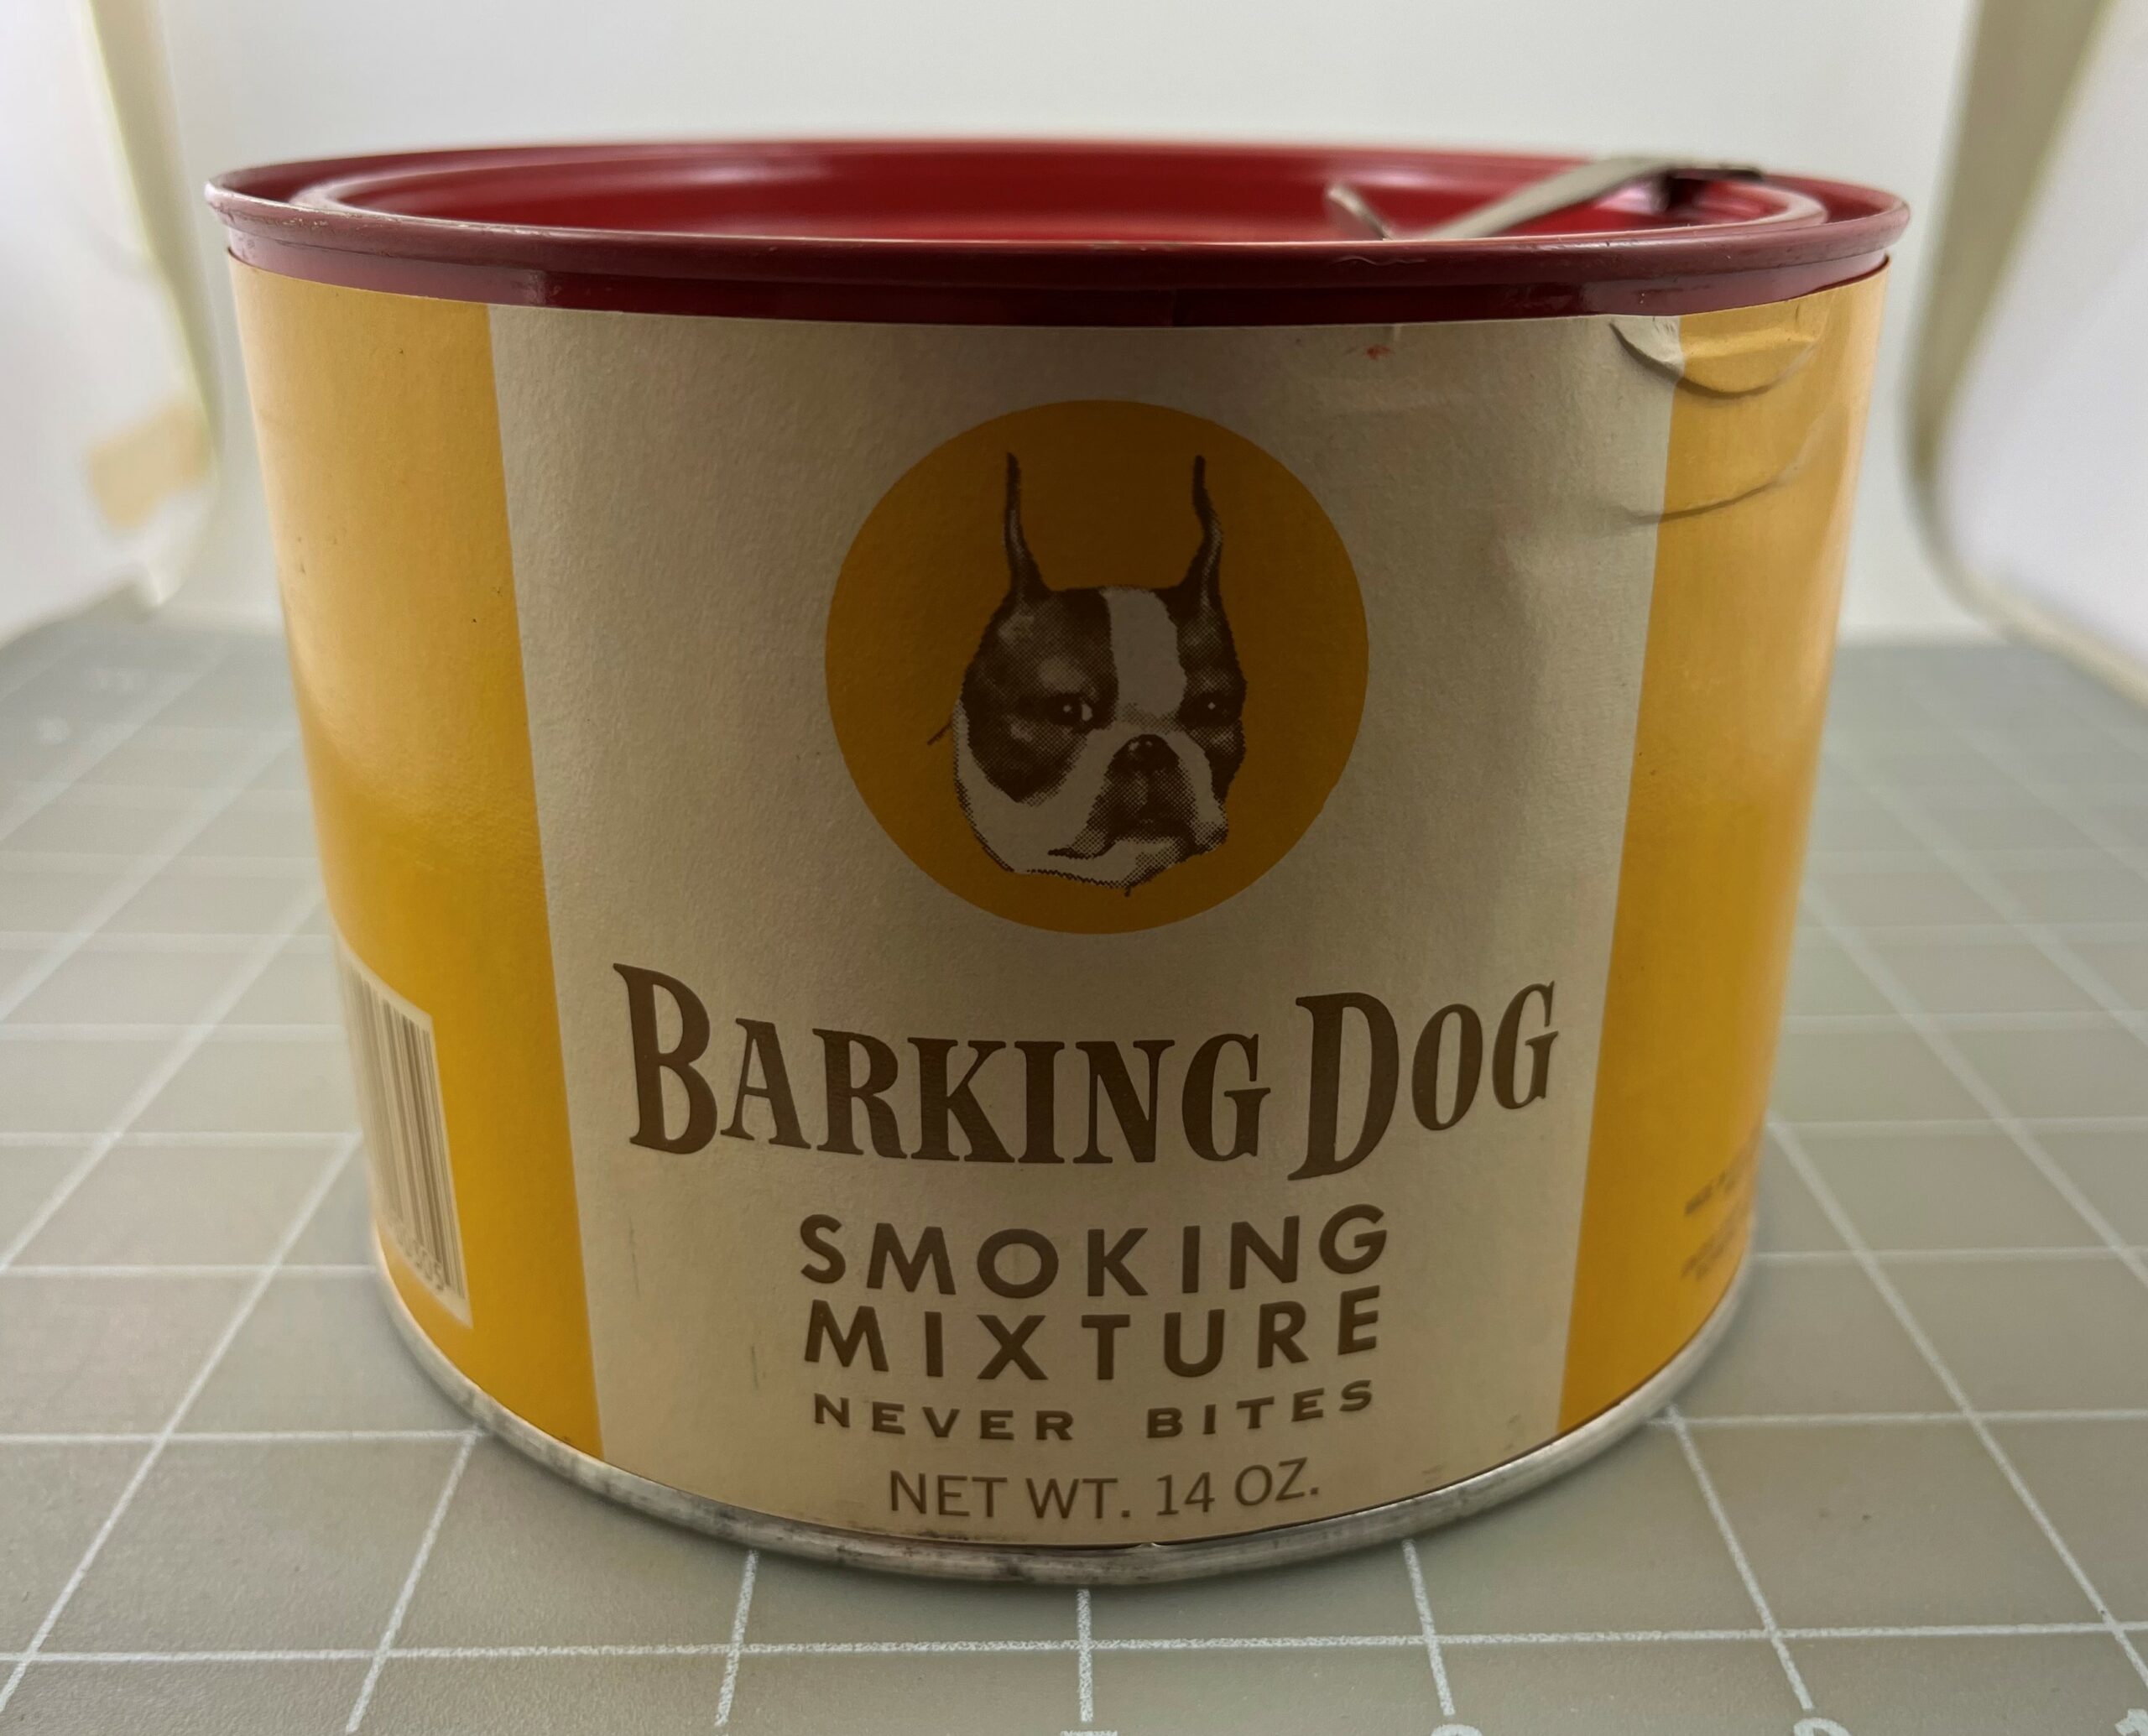 BARKING DOG
SMOKING
MIXTURE
NEVER BITES
NET WT. 14 OZ.